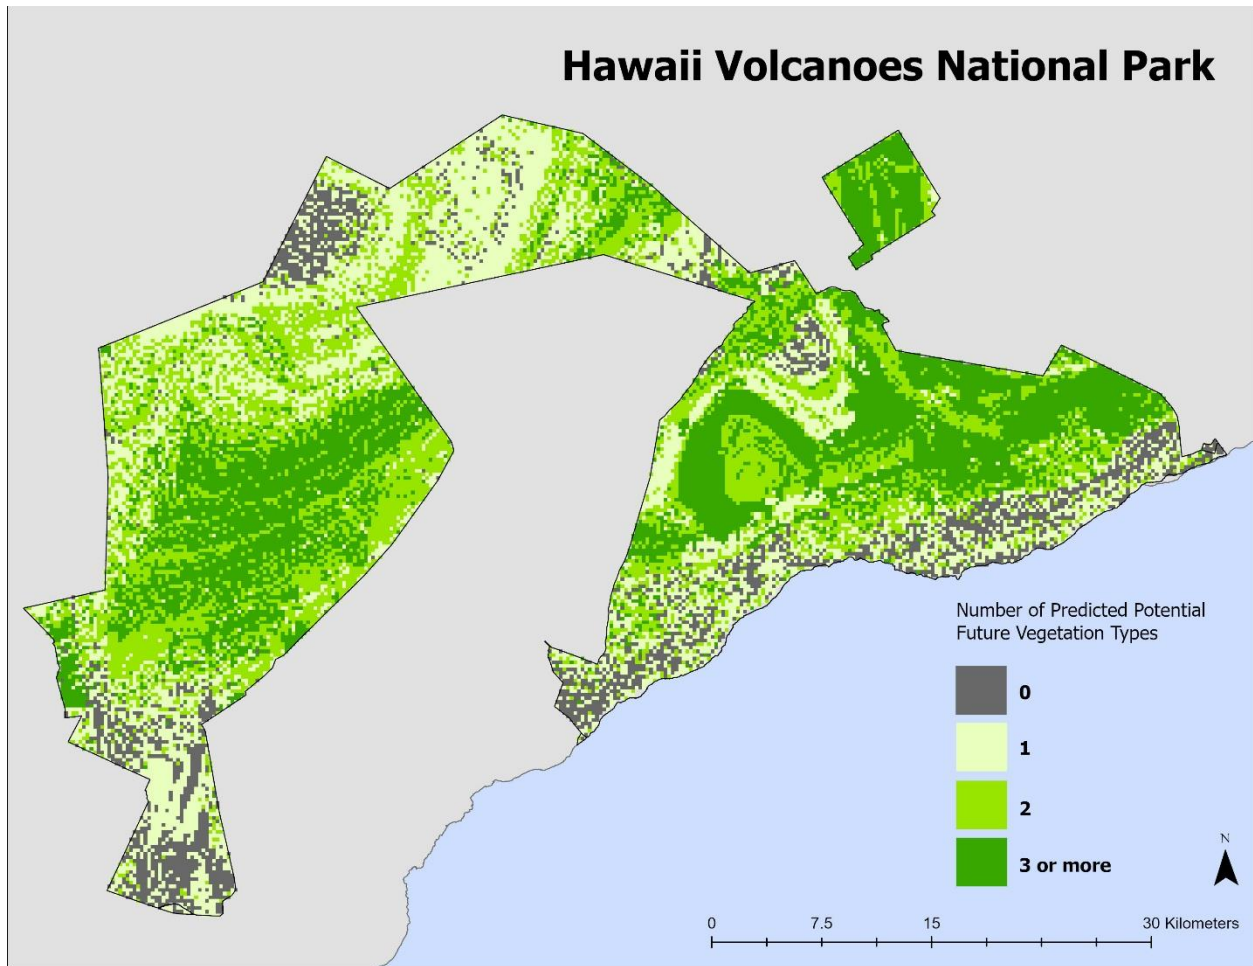 Hawaii Volcanoes National Park
Number of Predicted Potential
Future Vegetation Types
0
1
2
3 or more
N
0 7.5 15 30 Kilometers